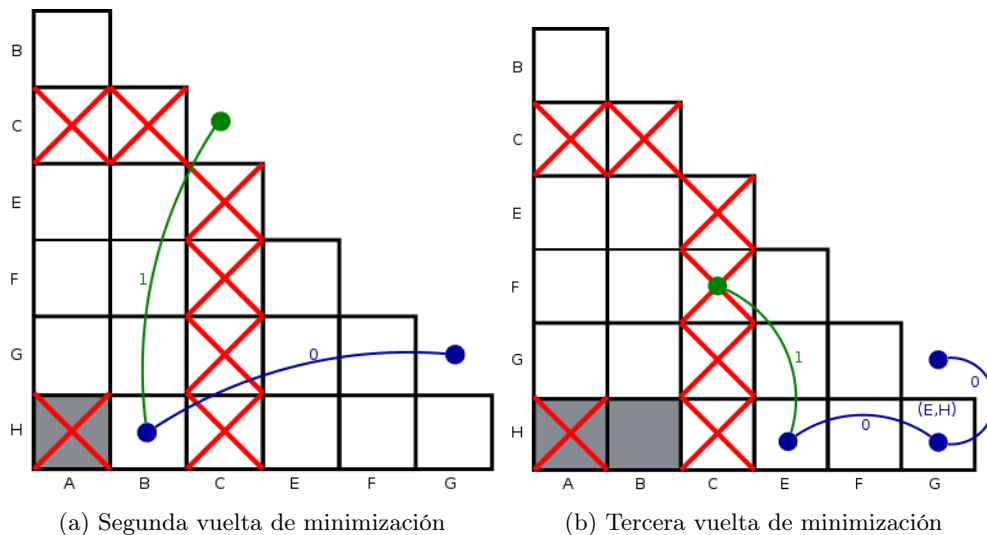 B
C
E
F
G
H
1
0
A B C E F G
(a) Segunda vuelta de minimización
B
C
E
F
G
H
1
0
(E,H)
0
A B C E F G
(b) Tercera vuelta de minimización